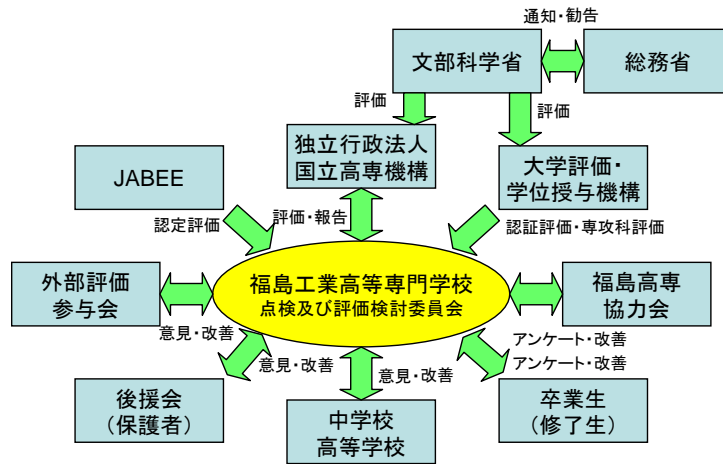 通知・勧告
文部科学省
総務省
評価
評価
独立行政法人
国立高専機構
大学評価・
学位授与機構
JABEE
認定評価
評価・報告
認証評価・専攻科評価
外部評価
参与会
福島工業高等専門学校
点検及び評価検討委員会
福島高専
協力会
意見・改善
アンケート・改善
意見・改善
意見・改善
アンケート・改善
後援会
（保護者）
中学校
高等学校
卒業生
（修了生）